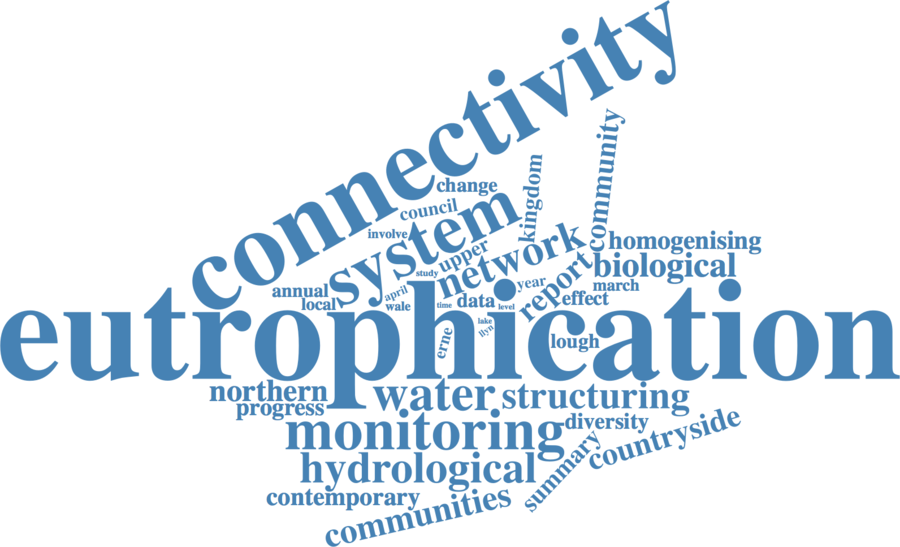 connectivity
change
kingdom
community
council
system
involve
upper
network
homogenising
study
biological
annual
april
year
report
march
local
wale
time
data
level
effect
eutrophication
lake
llyn
erne
lough
northern
water
structuring
progress
monitoring
diversity
countryside
hydrological
summary
contemporary
communities